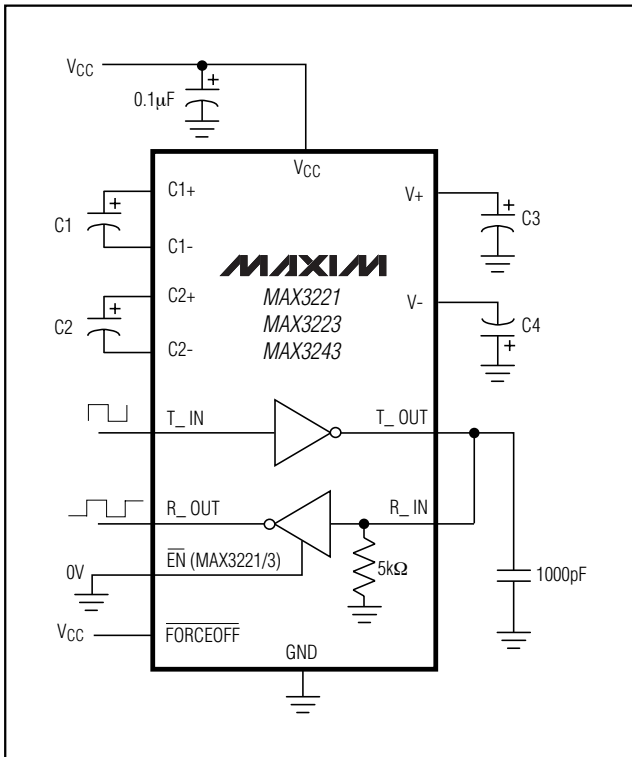 VCC
0.1µF
VCC
C1+
V+
C1
C3
C1-
MAXIM
C2+
MAX3221
V-
C2
MAX3223
C4
C2-
MAX3243
T_ IN
T_ OUT
R_ OUT
R_ IN
0V
EN (MAX3221/3)
5kΩ
1000pF
VCC
FORCEOFF
GND
+
+
+
+
+